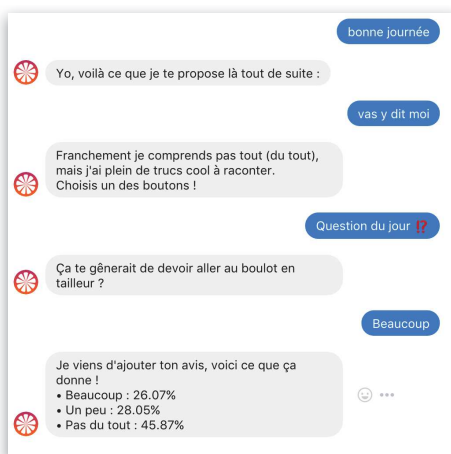 bonne journée
Yo, voilà ce que je te propose là tout de suite :
vas y dit moi
Franchement je comprends pas tout (du tout),
mais j'ai plein de trucs cool à raconter.
Choisis un des boutons !
Question du jour ⁉️
Ça te gênerait de devoir aller au boulot en
tailleur ?
Beaucoup
Je viens d'ajouter ton avis, voici ce que ça
donne !
• Beaucoup : 26.07%
• Un peu : 28.05%
• Pas du tout : 45.87%